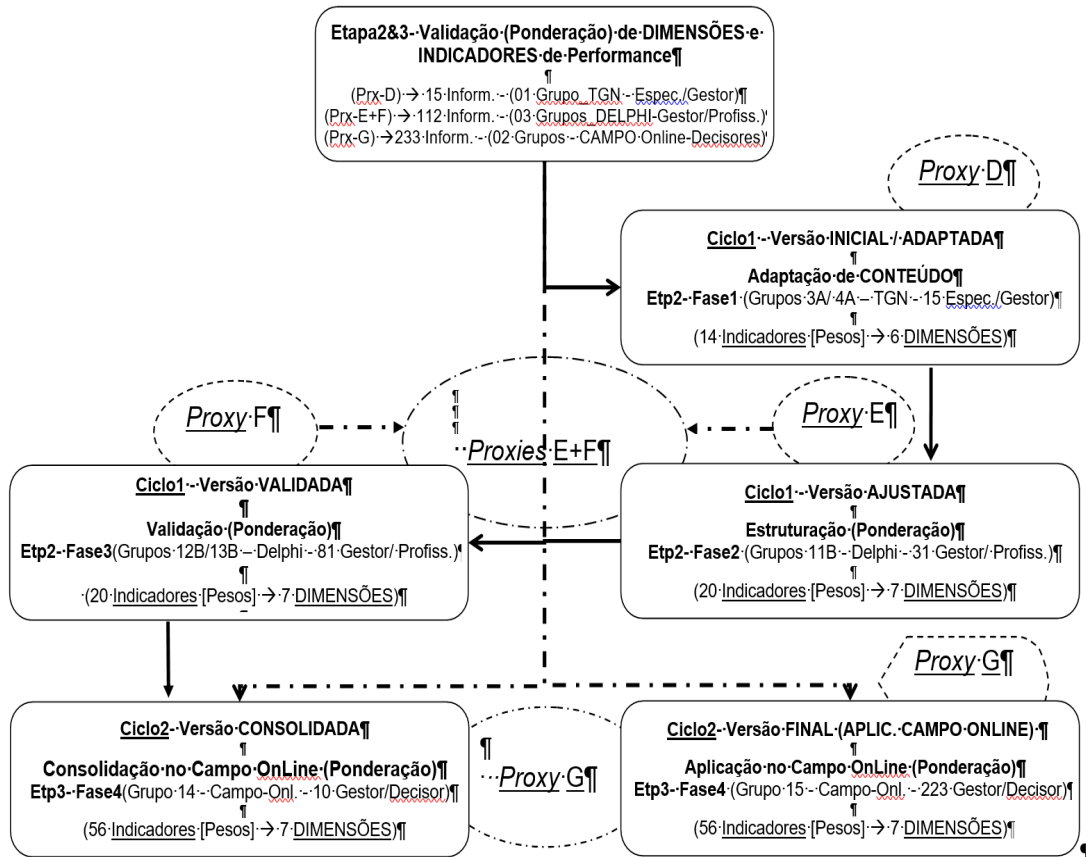 Etapa2&3-·Validação·(Ponderação)·de·DIMENSÕES·e·
INDICADORES·de·Performance¶
¶
(Prx-D)·→·15·Inform.·-·(01·Grupo_TGN·-·Espec./Gestor)¶
(Prx-E+F)·→·112·Inform.·-(03·Grupos_DELPHI-Gestor/Profiss.)¶
(Prx-G)·→233·Inform.·-·(02·Grupos·-·CAMPO·Online-Decisores)¶
Proxy·D¶
Ciclo1·-·Versão·INICIAL·/·ADAPTADA¶
¶
Adaptação·de·CONTEÚDO¶
Etp2-·Fase1·(Grupos·3A/·4A·–·TGN·-·15·Espec./Gestor)¶
¶
(14·Indicadores·[Pesos]·→·6·DIMENSÕES)¶
Proxy·F¶
¶
¶
¶
··Proxies·E+F¶
Proxy·E¶
Ciclo1·-·Versão·VALIDADA¶
¶
Validação·(Ponderação)¶
Etp2-·Fase3(Grupos·12B/13B·–·Delphi·-·81·Gestor/·Profiss.)¶
¶
·(20·Indicadores·[Pesos]·→·7·DIMENSÕES)¶
Ciclo1·-·Versão·AJUSTADA¶
¶
Estruturação·(Ponderação)¶
Etp2-·Fase2·(Grupos·11B·-·Delphi·-·31·Gestor/·Profiss.)¶
¶
(20·Indicadores·[Pesos]·→·7·DIMENSÕES)¶
Proxy·G¶
Ciclo2-·Versão·CONSOLIDADA¶
¶
Consolidação·no·Campo·OnLine·(Ponderação)¶
Etp3-·Fase4(Grupo·14·-·Campo-Onl.·-·10·Gestor/Decisor)¶
¶
(56·Indicadores·[Pesos]·→·7·DIMENSÕES)¶
¶
···Proxy·G¶
Ciclo2-·Versão·FINAL·(APLIC.·CAMPO·ONLINE)·¶
¶
Aplicação·no·Campo·OnLine·(Ponderação)¶
Etp3-·Fase4·(Grupo·15·-·Campo-Onl.·-·223·Gestor/Decisor)¶
¶
(56·Indicadores·[Pesos]·→·7·DIMENSÕES)¶
¶